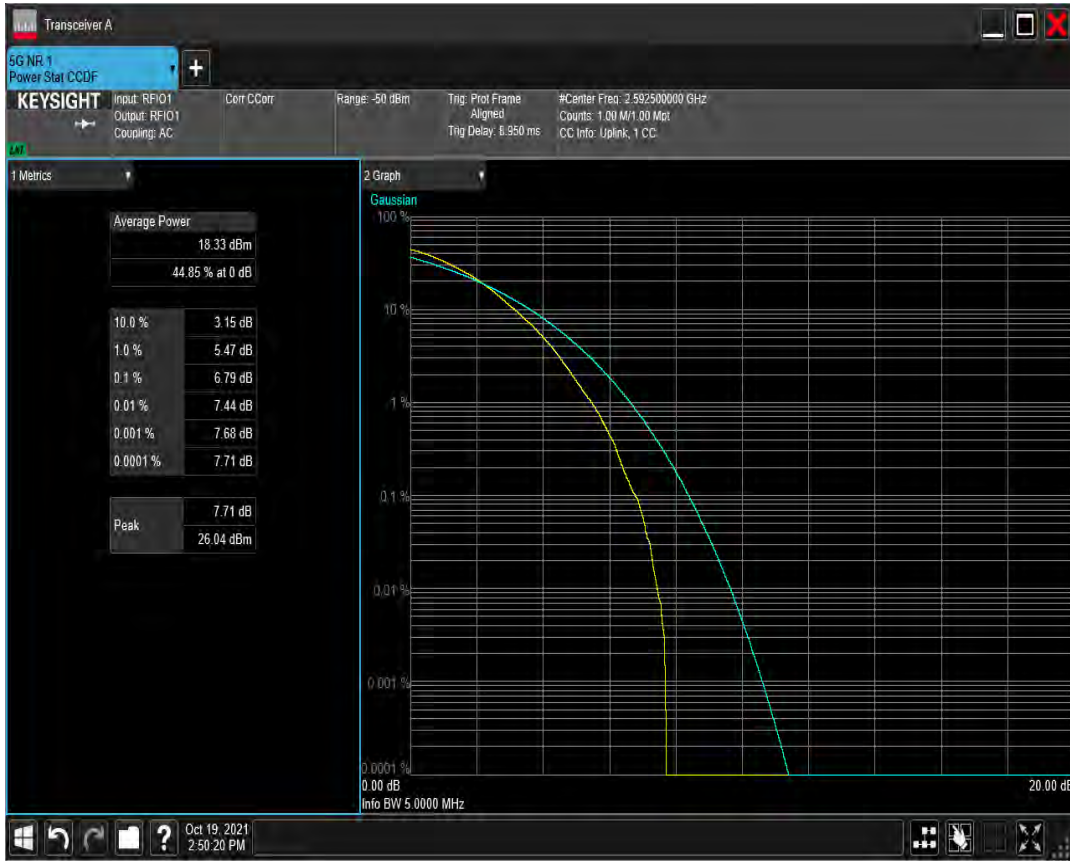 Transceiver A
5G NR 1
Power Stat CCDF
KEYSIGHT
Input: RFIO1
Output: RFIO1
Coupling: AC
Corr CCorr
Range: -50 dBm
Trig: Prot Frame
Aligned
Trig Delay: 8.950 ms
#Center Freq: 2.592500000 GHz
Counts: 1.00 M/1.00 Mpt
CC Info: Uplink, 1 CC
1 Metrics
Average Power
18.33 dBm
44.85 % at 0 dB
10.0 % 3.15 dB
1.0 % 5.47 dB
0.1 % 6.79 dB
0.01 % 7.44 dB
0.001 % 7.68 dB
0.0001 % 7.71 dB
Peak
7.71 dB
26.04 dBm
2 Graph
Gaussian
100 %
10 %
1 %
0.1 %
0.01 %
0.001 %
0.0001 %
0.00 dB
20.00 dB
Info BW 5.0000 MHz
?
Oct 19, 2021
2:50:20 PM